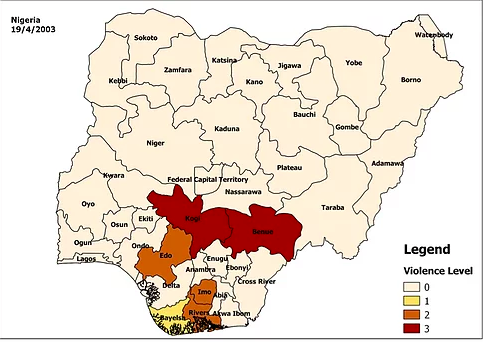 Nigeria
19/4/2003
Waterbody
Sokoto
Katsina
Jigawa
Yobe
Zamfara
Kebbi
Kano
Borno
Bauchi
Kaduna
Gombe
Niger
Adamawa
Plateau
Kwara
Federal Capital Territory
Nassarawa
Oyo
Taraba
Ekiti
Kogi
Osun
Benue
Ogun
Ondo
Edo
Lagos
Enugu
Ebonyi
Anambra
Delta
Cross River
Imo
Abia
Bayelsa
Rivers
Akwa Ibom
Legend
Violence Level
0
1
2
3